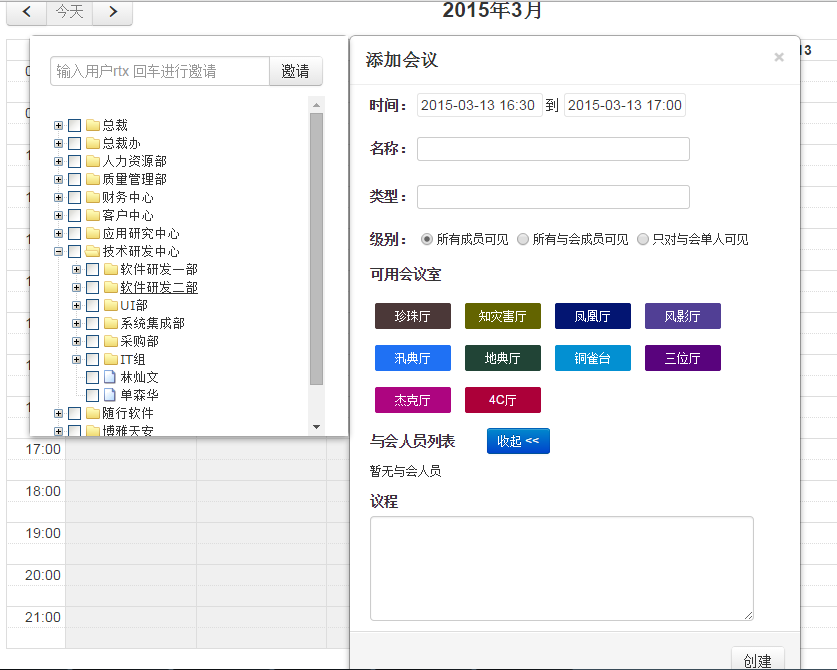 今天
2015年3月
13
输入用户rtx 回车进行邀请 邀请
总裁
总裁办
人力资源部
质量管理部
财务中心
客户中心
应用研究中心
技术研发中心
软件研发一部
软件研发二部
UI部
系统集成部
采购部
IT组
林灿文
单森华
随行软件
博雅天安
17:00
18:00
19:00
20:00
21:00
添加会议 ×
时间： 2015-03-13 16:30 到 2015-03-13 17:00
名称：
类型：
级别： 所有成员可见 所有与会成员可见 只对与会单人可见
可用会议室
珍珠厅 知灾害厅 凤凰厅 风影厅
汛典厅 地典厅 铜雀台 三位厅
杰克厅 4C厅
与会人员列表 收起 <<
暂无与会人员
议程
创建